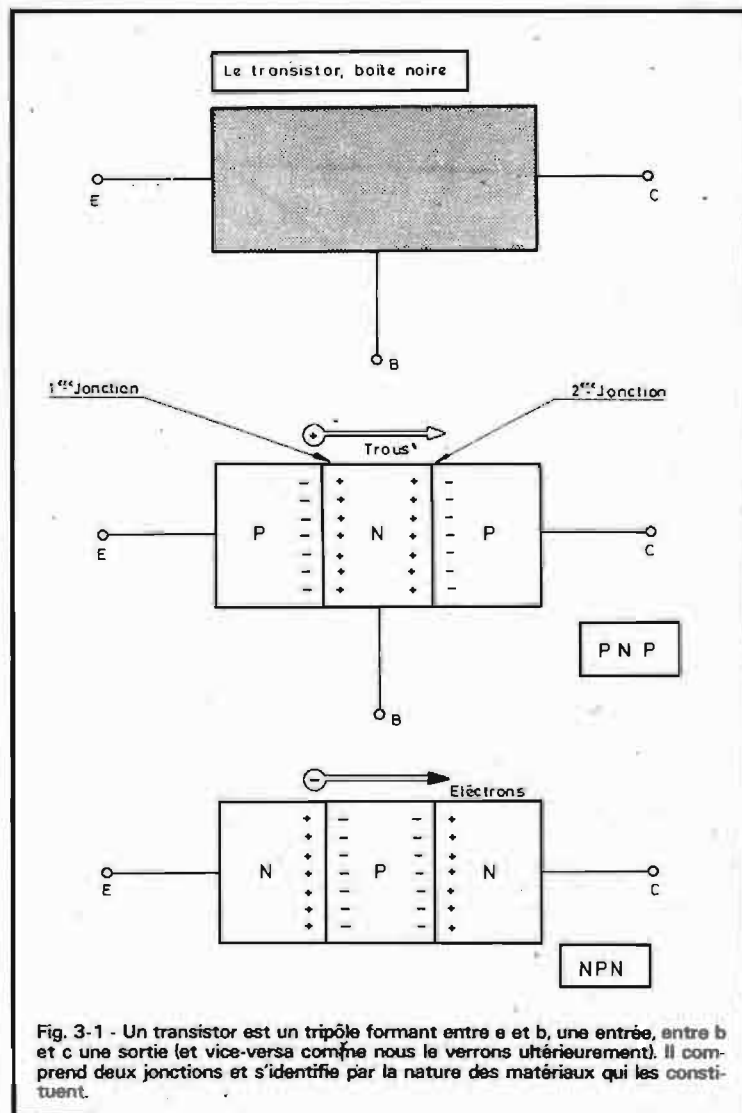 Le transistor, boîte noire
E
C
B
1ère Jonction
2ème Jonction
+
Trous
- + + -
- + + -
- + + -
- + + -
- + + -
- + + -
- + + -
P N P
E
C
B
P N P
-
Eléctrons
+ - - +
+ - - +
+ - - +
+ - - +
+ - - +
+ - - +
+ - - +
N P N
E
C
NPN
Fig. 3-1 - Un transistor est un tripôle formant entre e et b, une entrée, entre b
et c une sortie (et vice-versa comme nous le verrons ultérieurement). Il com-
prend deux jonctions et s'identifie par la nature des matériaux qui les consti-
tuent.